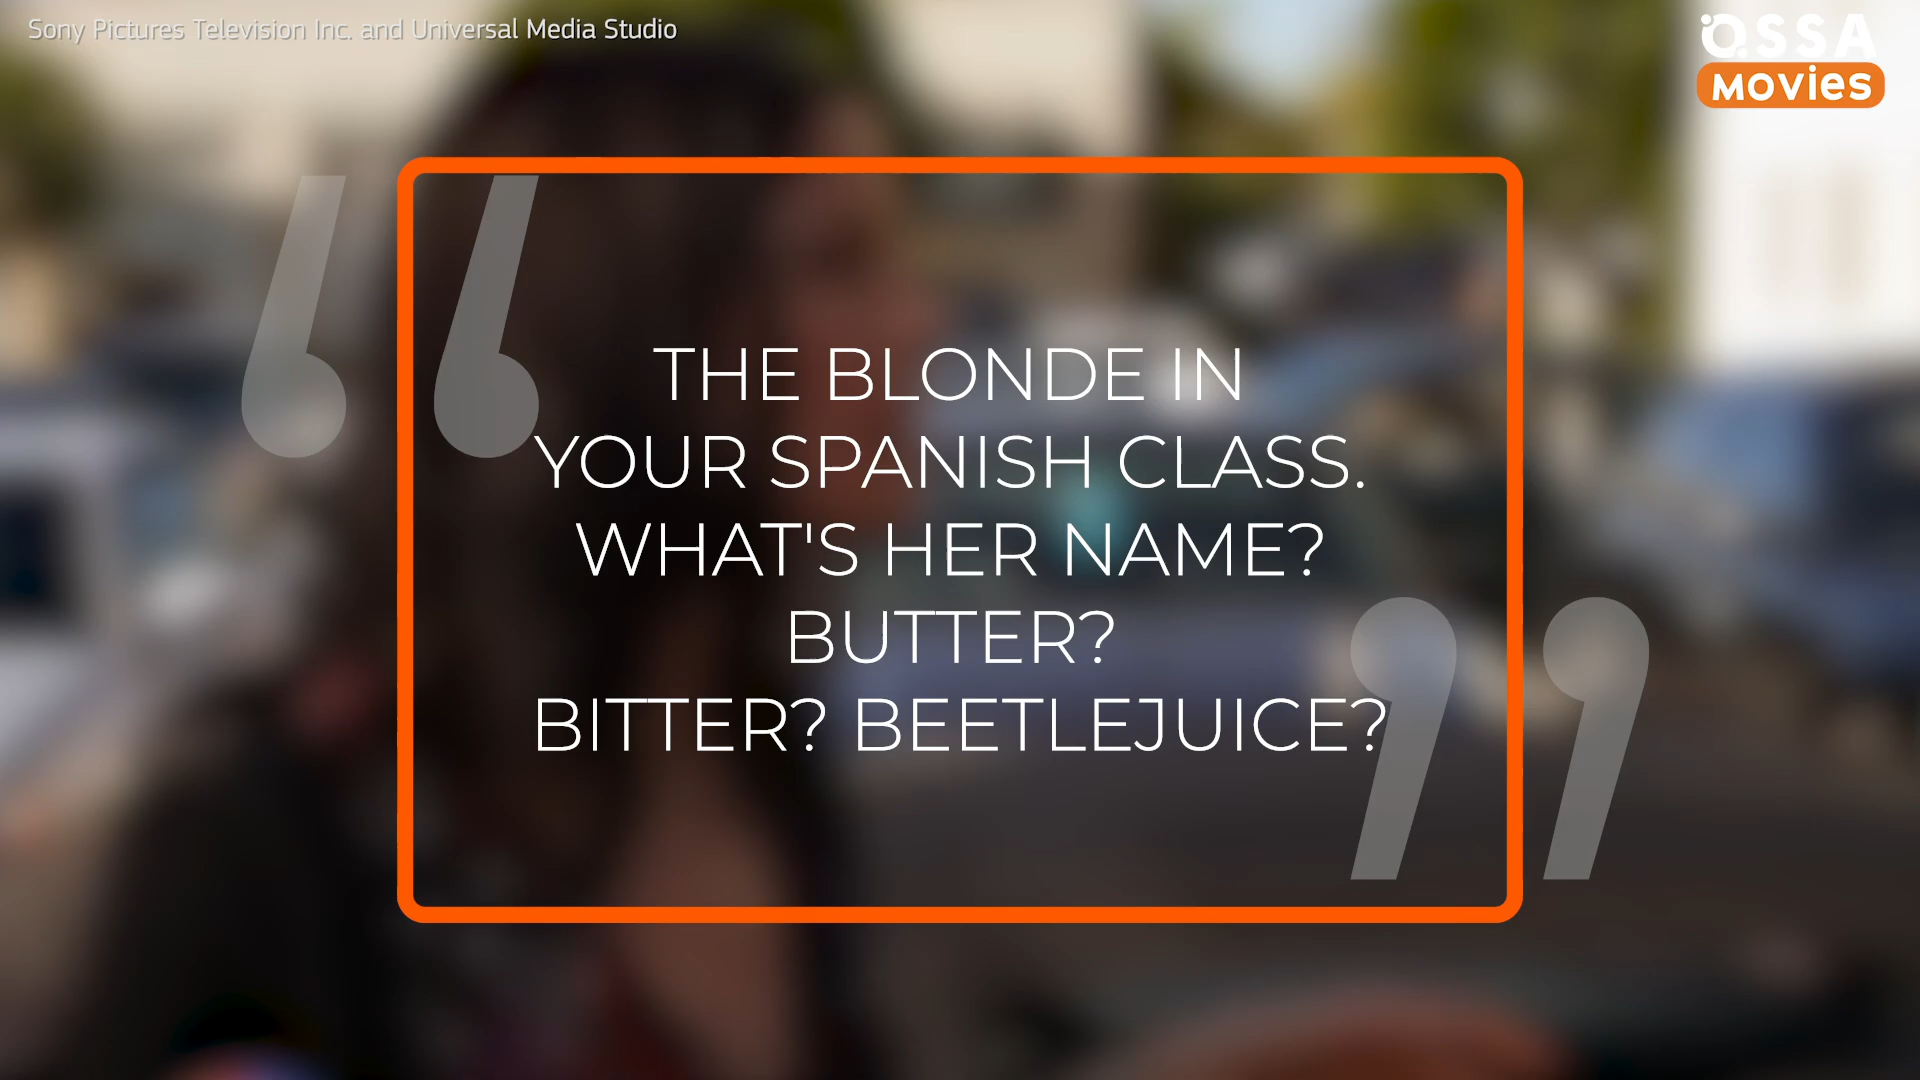 Sony Pictures Television Inc. and Universal Media Studio
OSSA
MOVIES
THE BLONDE IN
YOUR SPANISH CLASS.
WHAT'S HER NAME?
BUTTER?
BITTER? BEETLEJUICE?